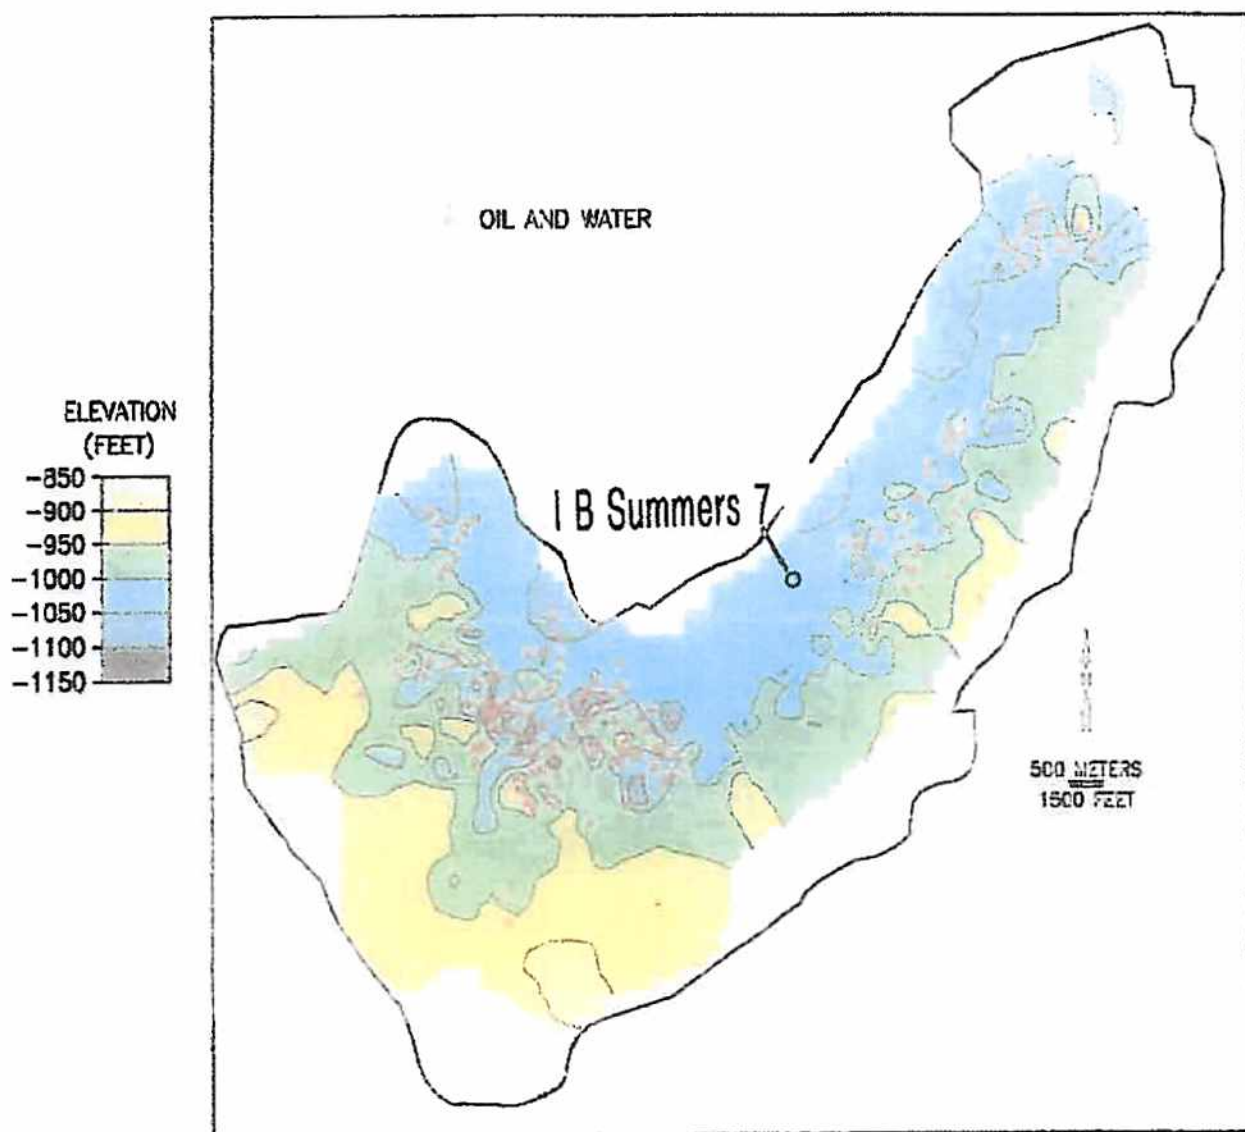 OIL AND WATER
ELEVATION
(FEET)
-850
-900
-950
-1000
-1050
-1100
-1150
I B Summers 7
500 METERS
1500 FEET